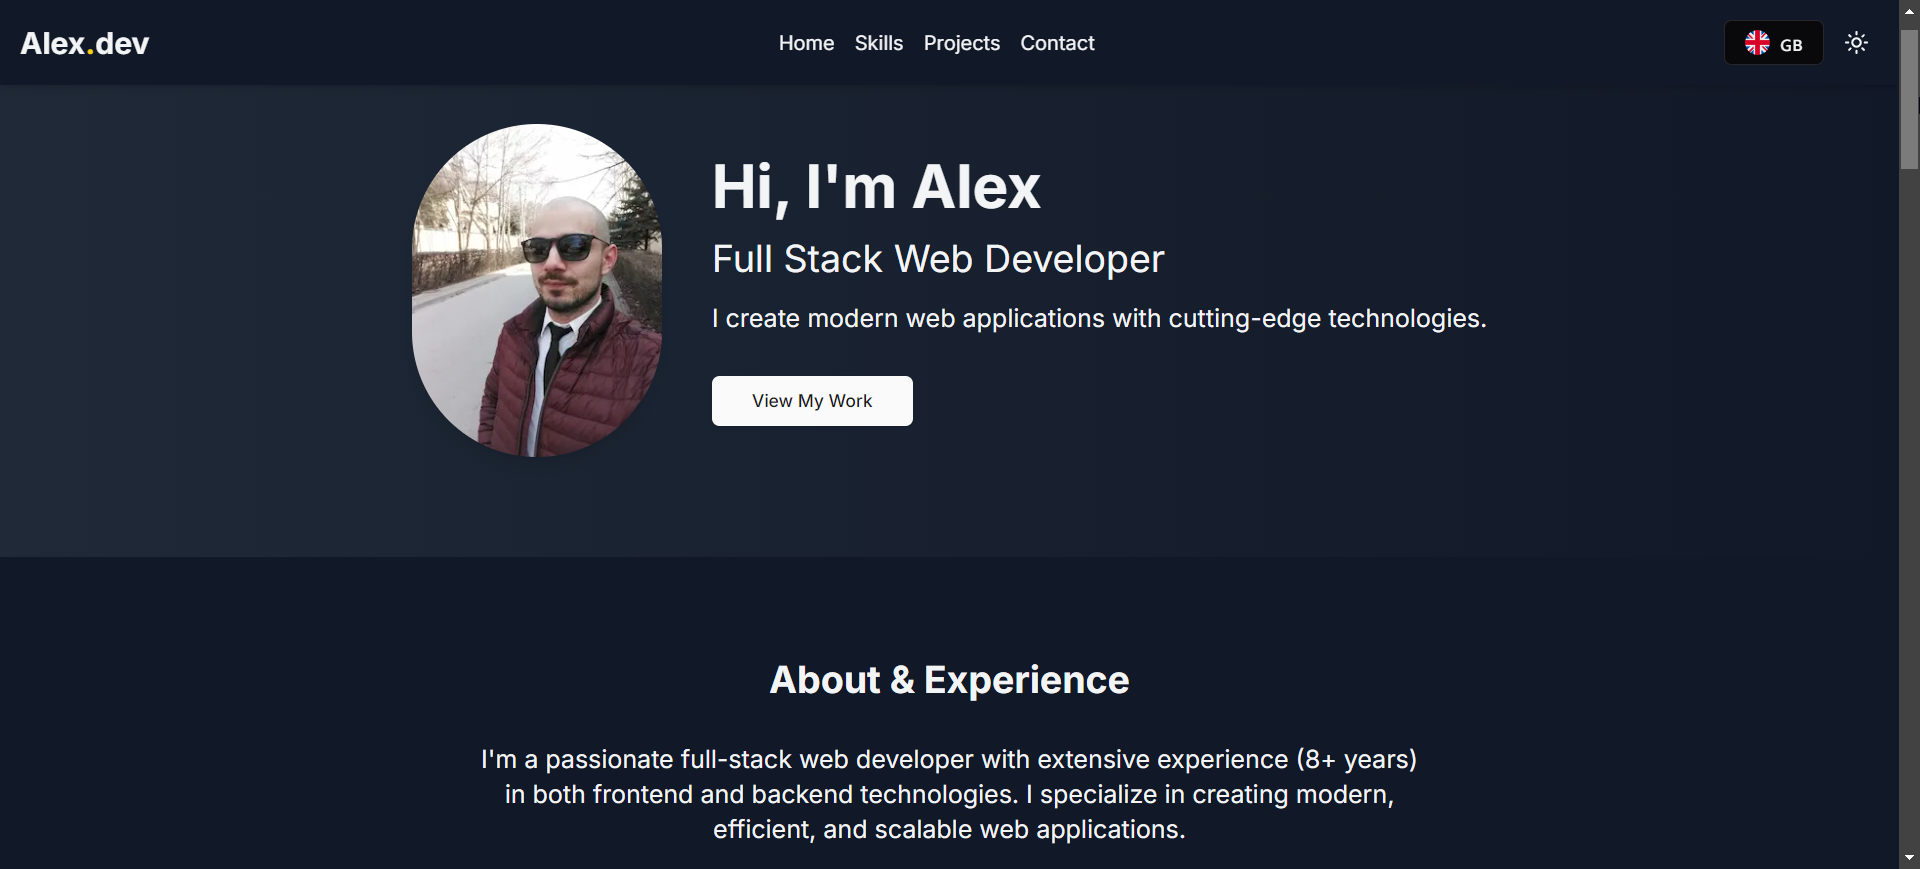 Alex.dev
Home Skills Projects Contact
GB
Hi, I'm Alex
Full Stack Web Developer
I create modern web applications with cutting-edge technologies.
View My Work
About & Experience
I'm a passionate full-stack web developer with extensive experience (8+ years)
in both frontend and backend technologies. I specialize in creating modern,
efficient, and scalable web applications.